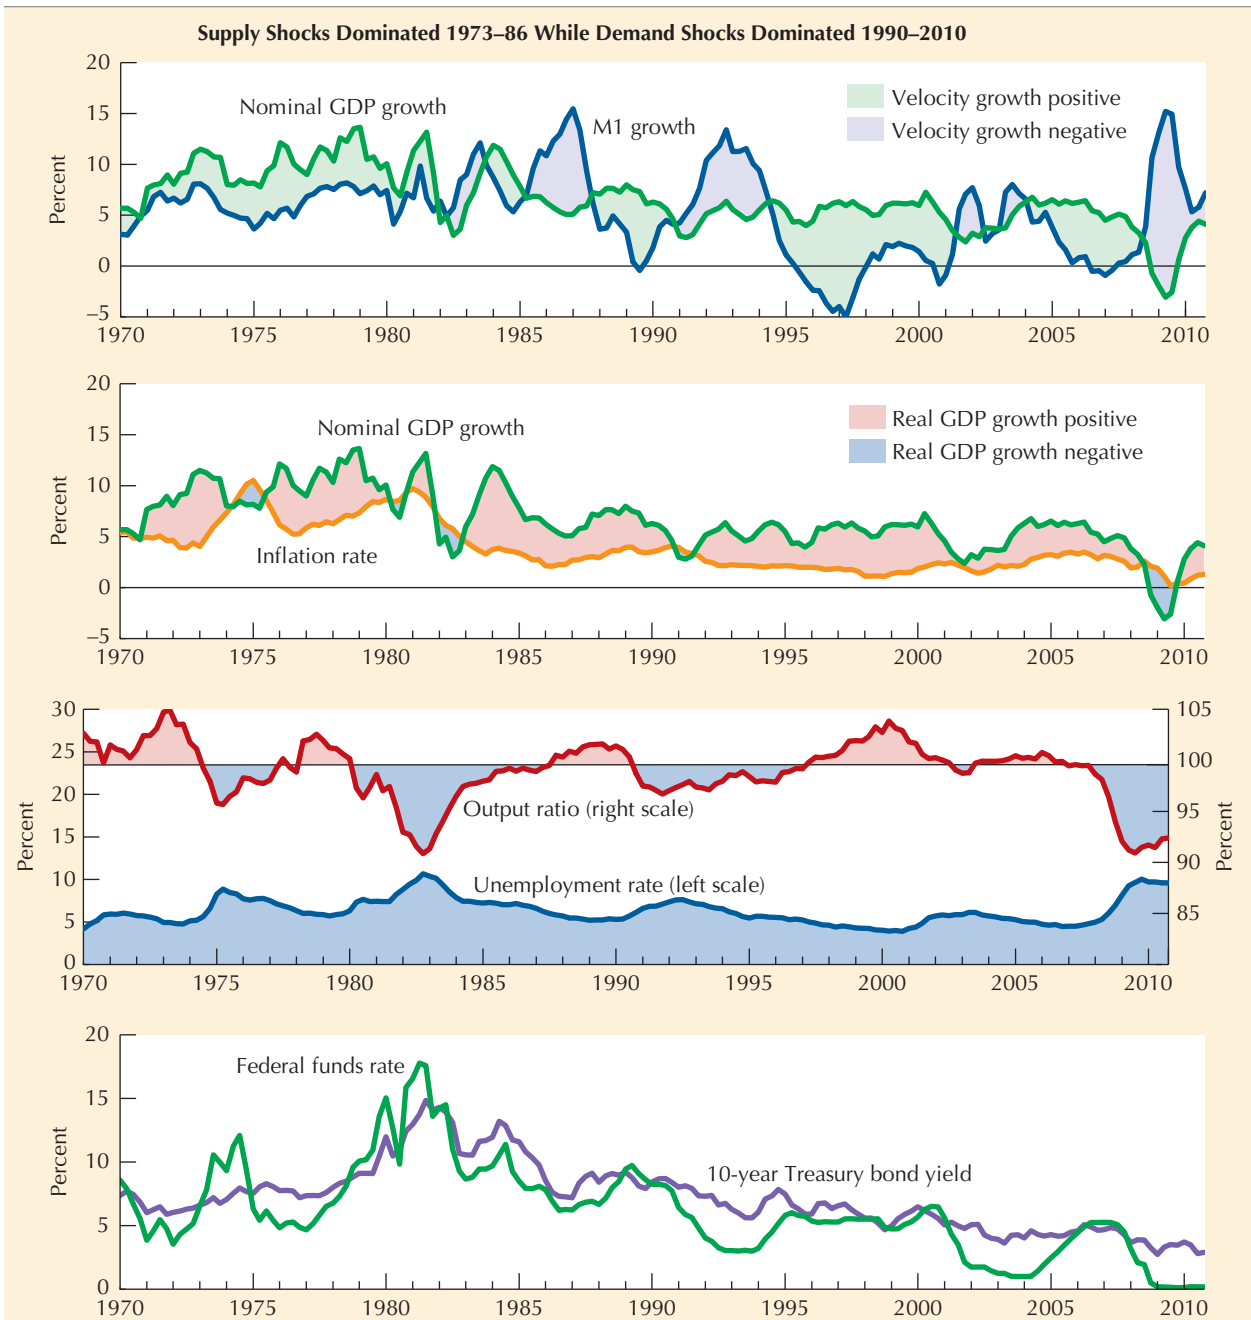 Supply Shocks Dominated 1973–86 While Demand Shocks Dominated 1990–2010
20
15
10
5
0
–5
Percent
Nominal GDP growth
M1 growth
Velocity growth positive
Velocity growth negative
1970 1975 1980 1985 1990 1995 2000 2005 2010
20
15
10
5
0
–5
Percent
Nominal GDP growth
Inflation rate
Real GDP growth positive
Real GDP growth negative
1970 1975 1980 1985 1990 1995 2000 2005 2010
30
25
20
15
10
5
0
Percent
Output ratio (right scale)
Unemployment rate (left scale)
105
100
95
90
85
Percent
1970 1975 1980 1985 1990 1995 2000 2005 2010
20
15
10
5
0
Percent
Federal funds rate
10-year Treasury bond yield
1970 1975 1980 1985 1990 1995 2000 2005 2010